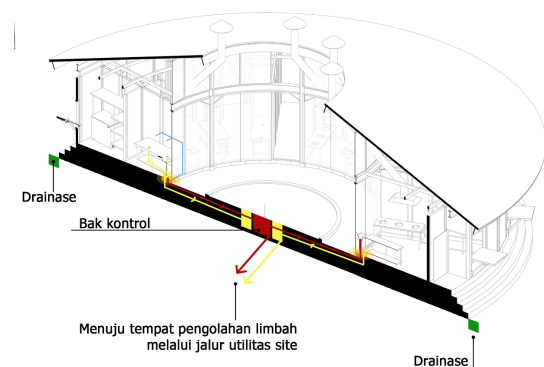 Drainase
Bak kontrol
Menuju tempat pengolahan limbah
melalui jalur utilitas site
Drainase